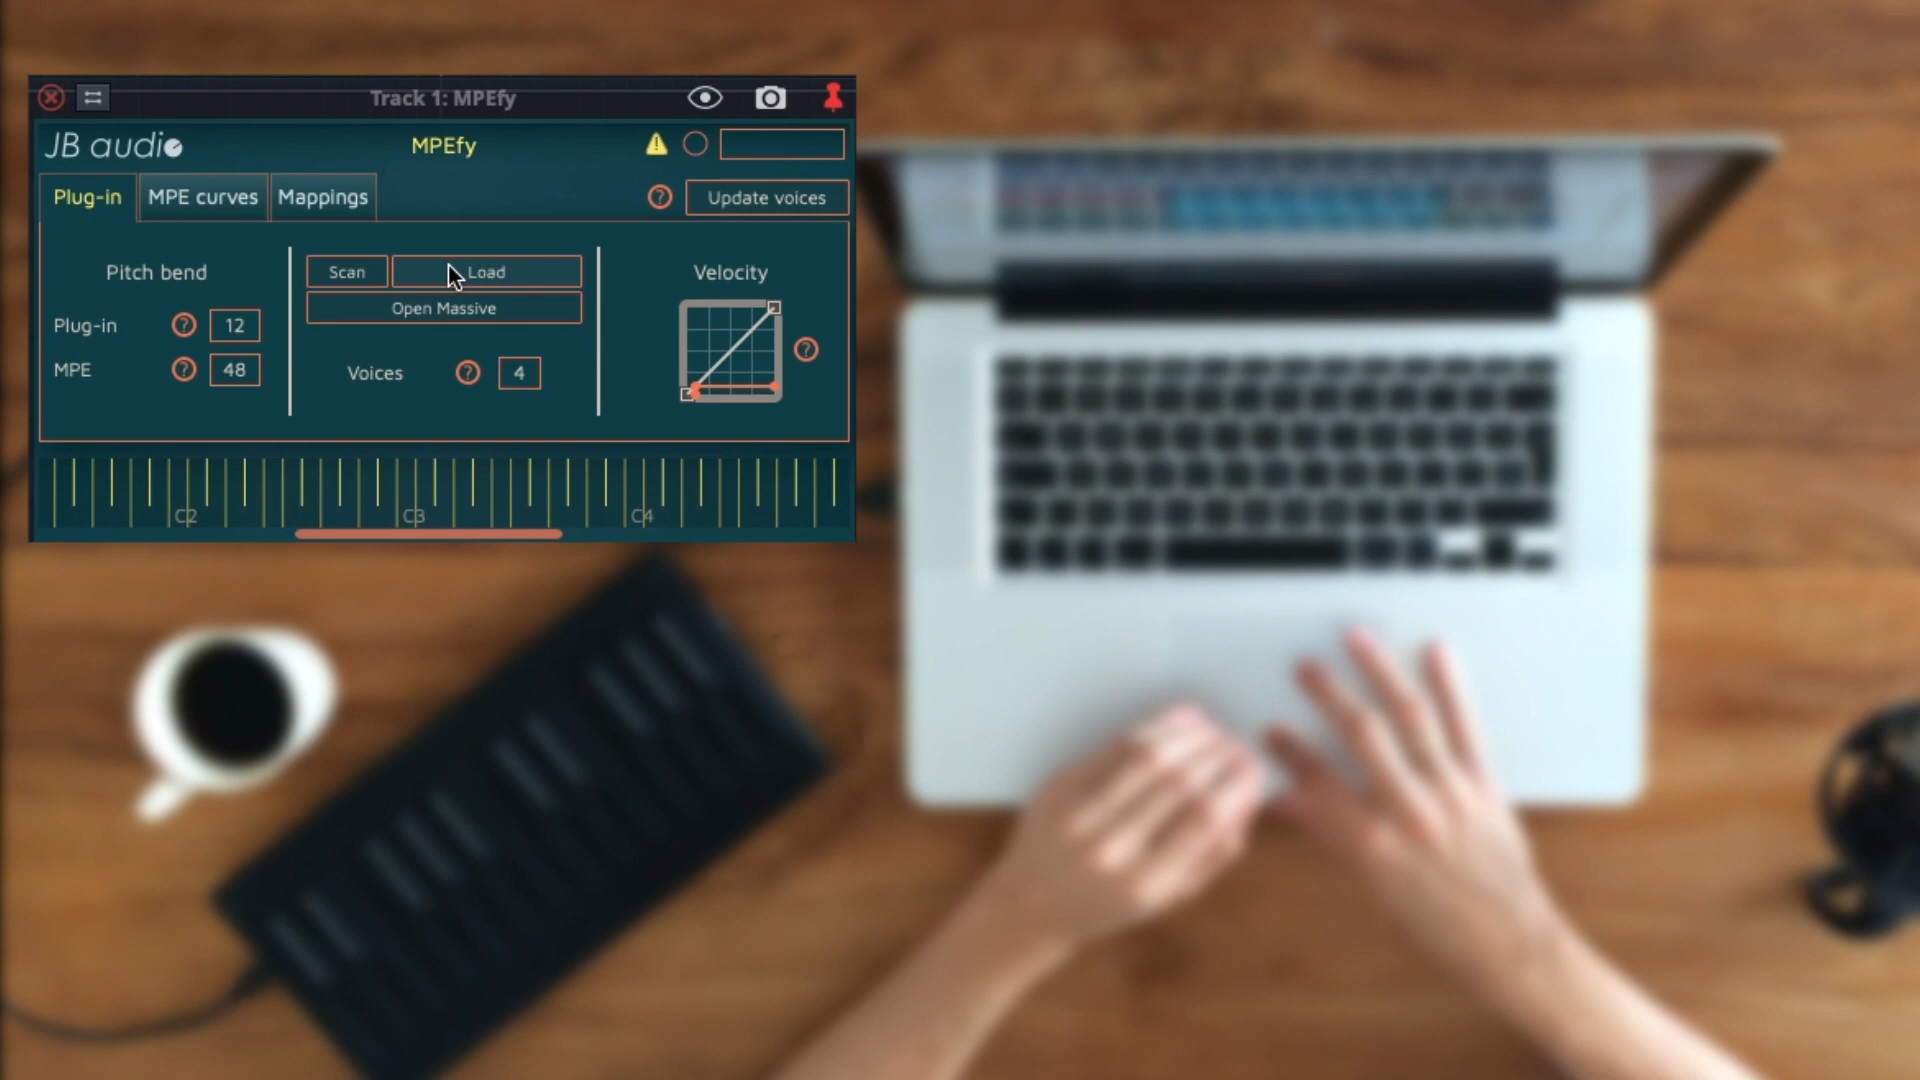 Track 1: MPEfy
JB audio
MPEfy
Plug-in
MPE curves
Mappings
?
Update voices
Pitch bend
Scan
Load
Velocity
Open Massive
Plug-in ? 12
MPE ? 48
Voices ? 4
?
C2
C3
C4